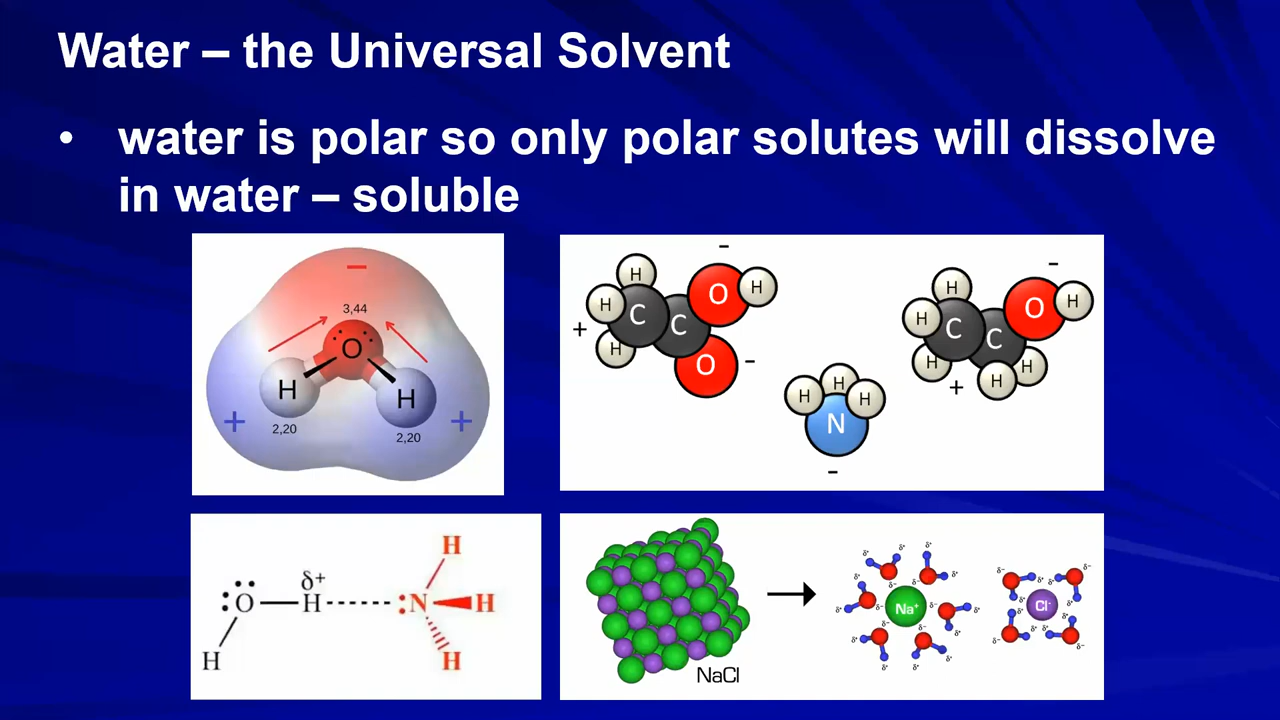 Water – the Universal Solvent
• water is polar so only polar solutes will dissolve
in water – soluble
−
3,44
O
H
H
+
+
2,20
2,20
−
H
O
H
H
C
C
+
H
O
−
−
H
O
H
H
C
C
H
H
H
+
H
H
H
N
−
H
δ+
:O—H-----:N
H
H
H
NaCl
Na⁺
Cl⁻
δ⁺ δ⁺ δ⁺ δ⁺ δ⁺ δ⁺ δ⁺ δ⁺ δ⁺ δ⁺ δ⁺ δ⁺
δ⁻ δ⁻ δ⁻ δ⁻ δ⁻ δ⁻
δ⁻ δ⁻ δ⁻ δ⁻
δ⁺ δ⁺ δ⁺ δ⁺ δ⁺ δ⁺